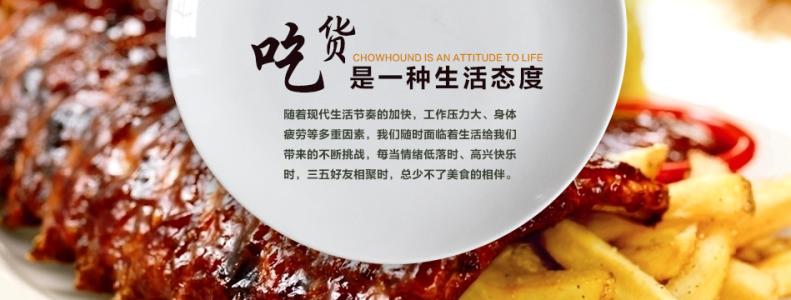 吃货
CHOWHOUND IS AN ATTITUDE TO LIFE
是一种生活态度
随着现代生活节奏的加快，工作压力大、身体
疲劳等多重因素，我们随时面临着生活给我们
带来的不断挑战，每当情绪低落时、高兴快乐
时，三五好友相聚时，总少不了美食的相伴。